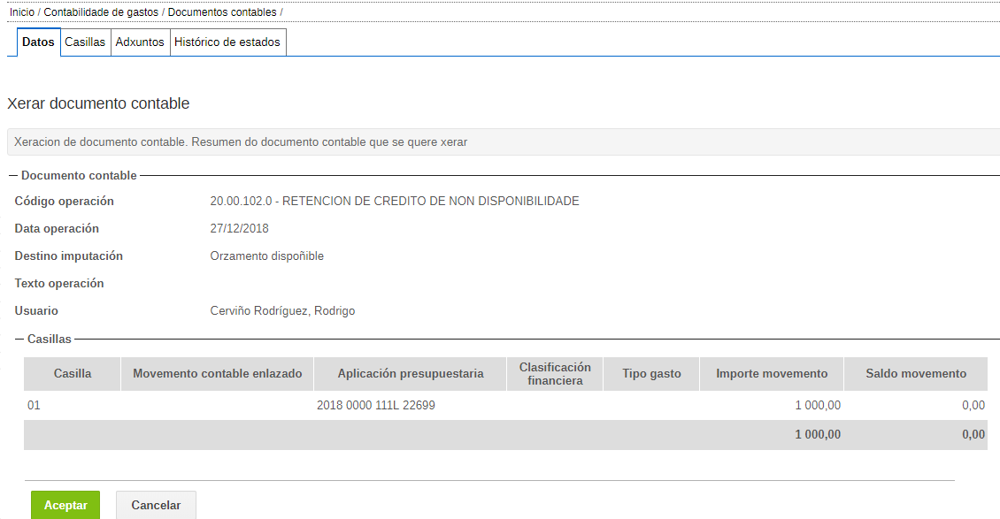 Inicio / Contabilidade de gastos / Documentos contables /
Datos Casillas Adxuntos Histórico de estados
Xerar documento contable
Xeracion de documento contable. Resumen do documento contable que se quere xerar
Documento contable
Código operación 20.00.102.0 - RETENCION DE CREDITO DE NON DISPONIBILIDADE
Data operación 27/12/2018
Destino imputación Orzamento dispoñible
Texto operación
Usuario Cerviño Rodríguez, Rodrigo
Casillas
Casilla Movemento contable enlazado Aplicación presupuestaria Clasificación financiera Tipo gasto Importe movemento Saldo movemento
01 2018 0000 111L 22699 1 000,00 0,00
1 000,00 0,00
Aceptar Cancelar